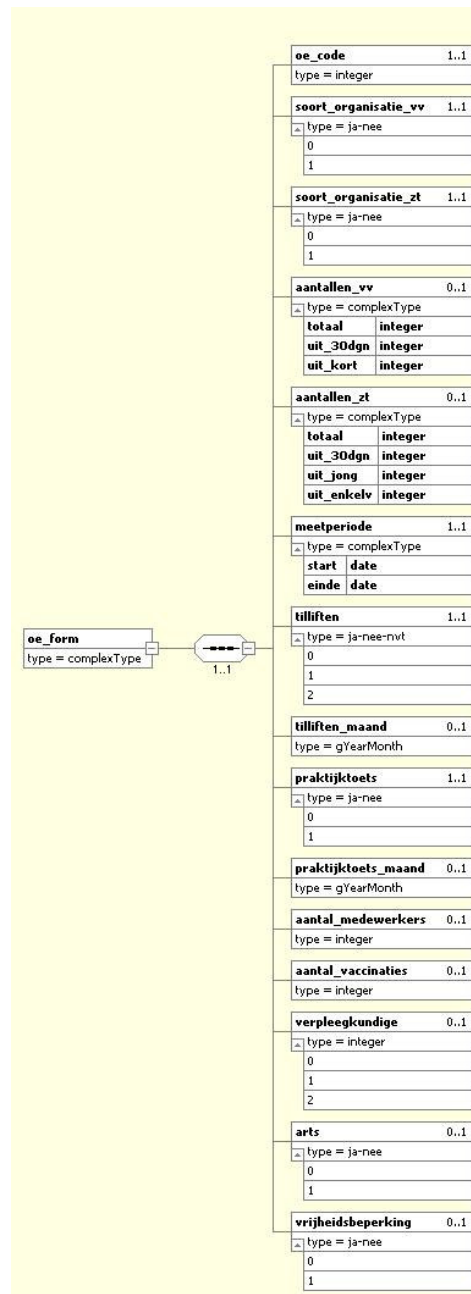 oe_code 1..1
type = integer
soort_organisatie_vv 1..1
type = ja-nee
0
1
soort_organisatie_zt 1..1
type = ja-nee
0
1
aantallen_vv 0..1
type = complexType
totaal integer
uit_30dgn integer
uit_kort integer
aantallen_zt 0..1
type = complexType
totaal integer
uit_30dgn integer
uit_jong integer
uit_enkelv integer
meetperiode 1..1
type = complexType
start date
einde date
oe_form
type = complexType
1..1
tilliften 1..1
type = ja-nee-nvt
0
1
2
tilliften_maand 0..1
type = gYearMonth
praktijktoets 1..1
type = ja-nee
0
1
praktijktoets_maand 0..1
type = gYearMonth
aantal_medewerkers 0..1
type = integer
aantal_vaccinaties 0..1
type = integer
verpleegkundige 0..1
type = integer
0
1
2
arts 0..1
type = ja-nee
0
1
vrijheidsbeperking 0..1
type = ja-nee
0
1